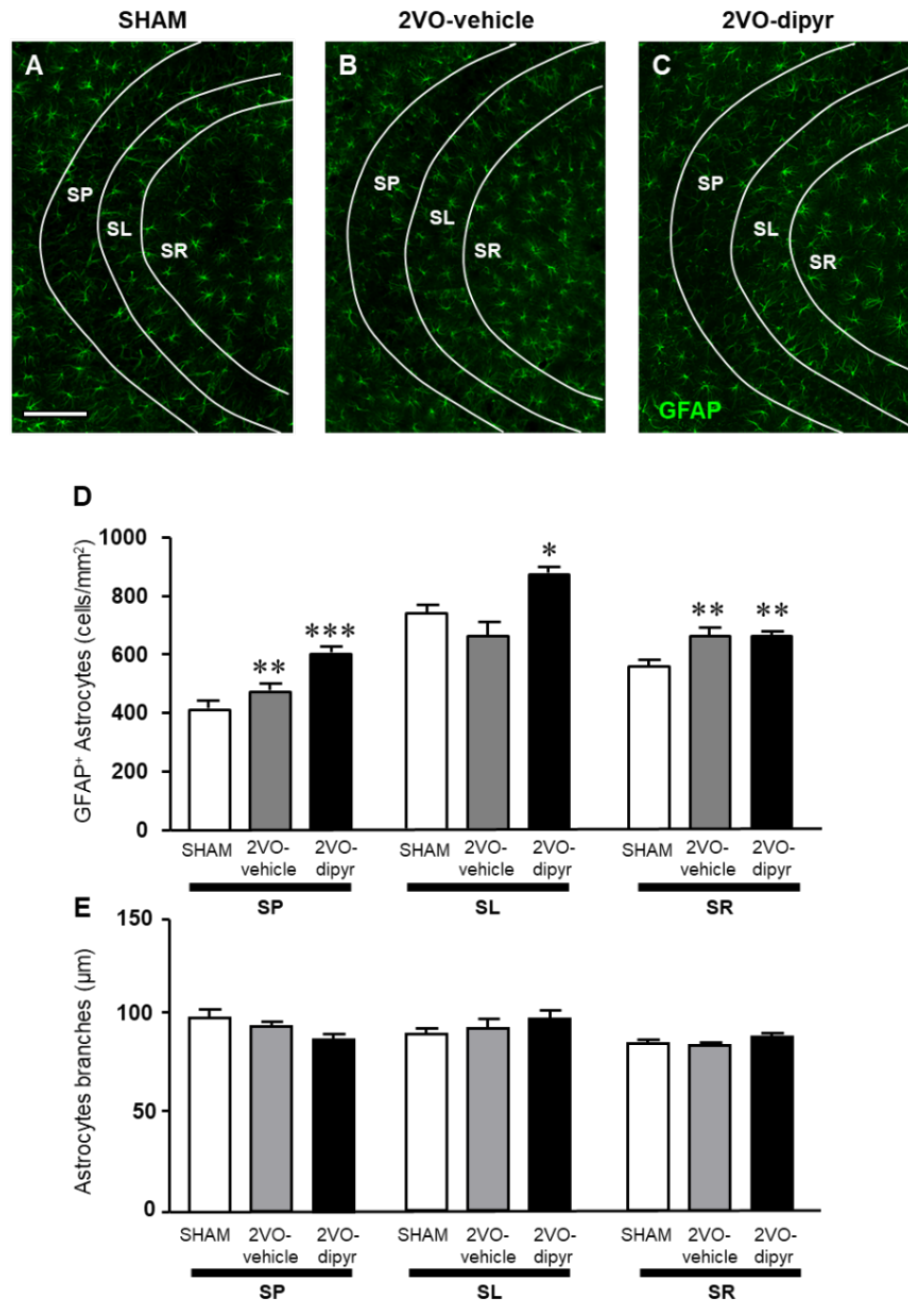 SHAM 2VO-vehicle 2VO-dipyr
A B C
SP SP SP
SL SL SL
SR SR SR
GFAP
D
GFAP⁺ Astrocytes (cells/mm²)
1000
800
600
400
200
0
* 
** *** ** **
SHAM 2VO-vehicle 2VO-dipyr SHAM 2VO-vehicle 2VO-dipyr SHAM 2VO-vehicle 2VO-dipyr
SP SL SR
E
Astrocytes branches (µm)
150
100
50
0
SHAM 2VO-vehicle 2VO-dipyr SHAM 2VO-vehicle 2VO-dipyr SHAM 2VO-vehicle 2VO-dipyr
SP SL SR